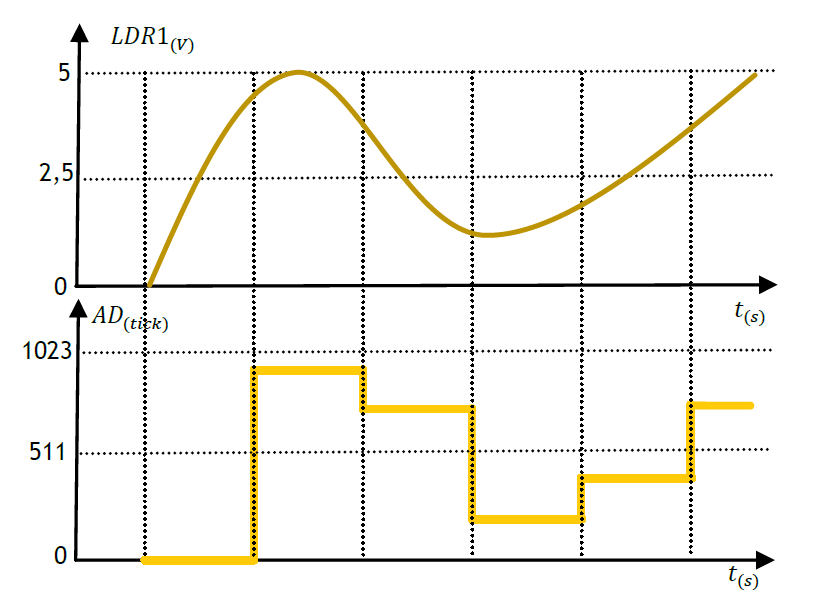 LDR1(V)
5
2,5
0
t(s)
AD(tick)
1023
511
0
t(s)